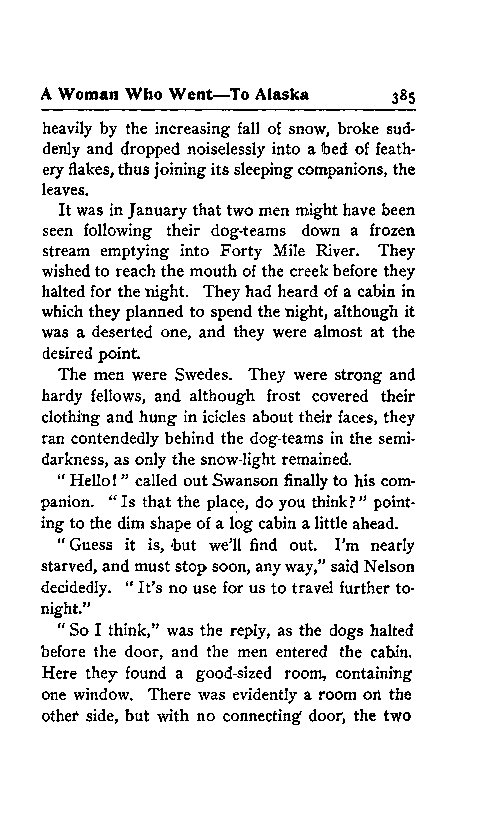 A Woman Who Went—To Alaska 385
heavily by the increasing fall of snow, broke sud-
denly and dropped noiselessly into a bed of feath-
ery flakes, thus joining its sleeping companions, the
leaves.
It was in January that two men might have been
seen following their dog-teams down a frozen
stream emptying into Forty Mile River. They
wished to reach the mouth of the creek before they
halted for the night. They had heard of a cabin in
which they planned to spend the night, although it
was a deserted one, and they were almost at the
desired point.
The men were Swedes. They were strong and
hardy fellows, and although frost covered their
clothing and hung in icicles about their faces, they
ran contendedly behind the dog-teams in the semi-
darkness, as only the snow-light remained.
"Hello!" called out Swanson finally to his com-
panion. "Is that the place, do you think?" point-
ing to the dim shape of a log cabin a little ahead.
"Guess it is, but we'll find out. I'm nearly
starved, and must stop soon, any way," said Nelson
decidedly. "It's no use for us to travel further to-
night."
"So I think," was the reply, as the dogs halted
before the door, and the men entered the cabin.
Here they found a good-sized room, containing
one window. There was evidently a room on the
other side, but with no connecting door, the two